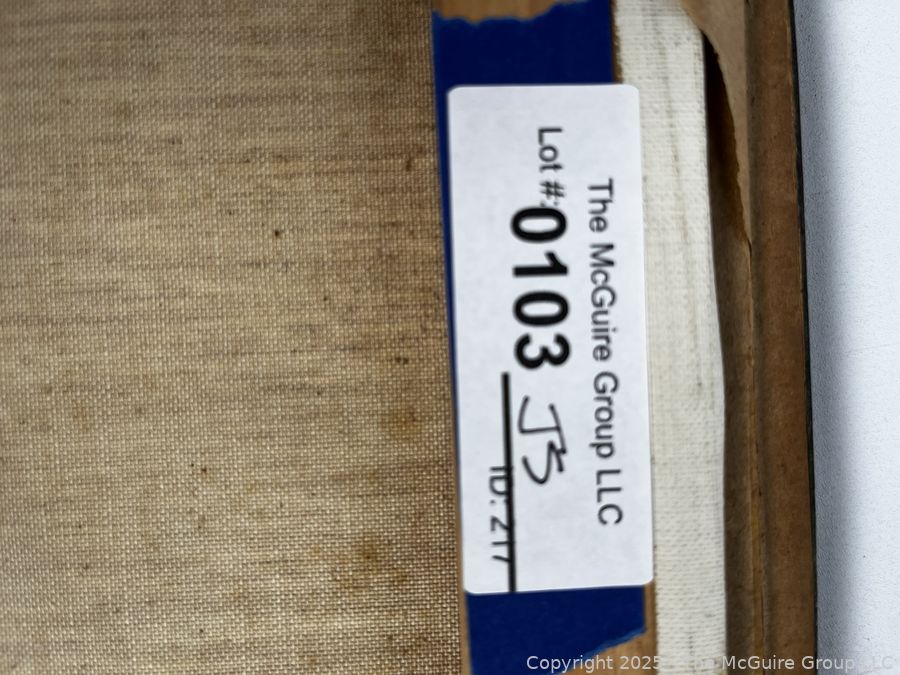 The McGuire Group LLC
Lot #:0103 JS
ID: 217
Copyright 2025 The McGuire Group LLC